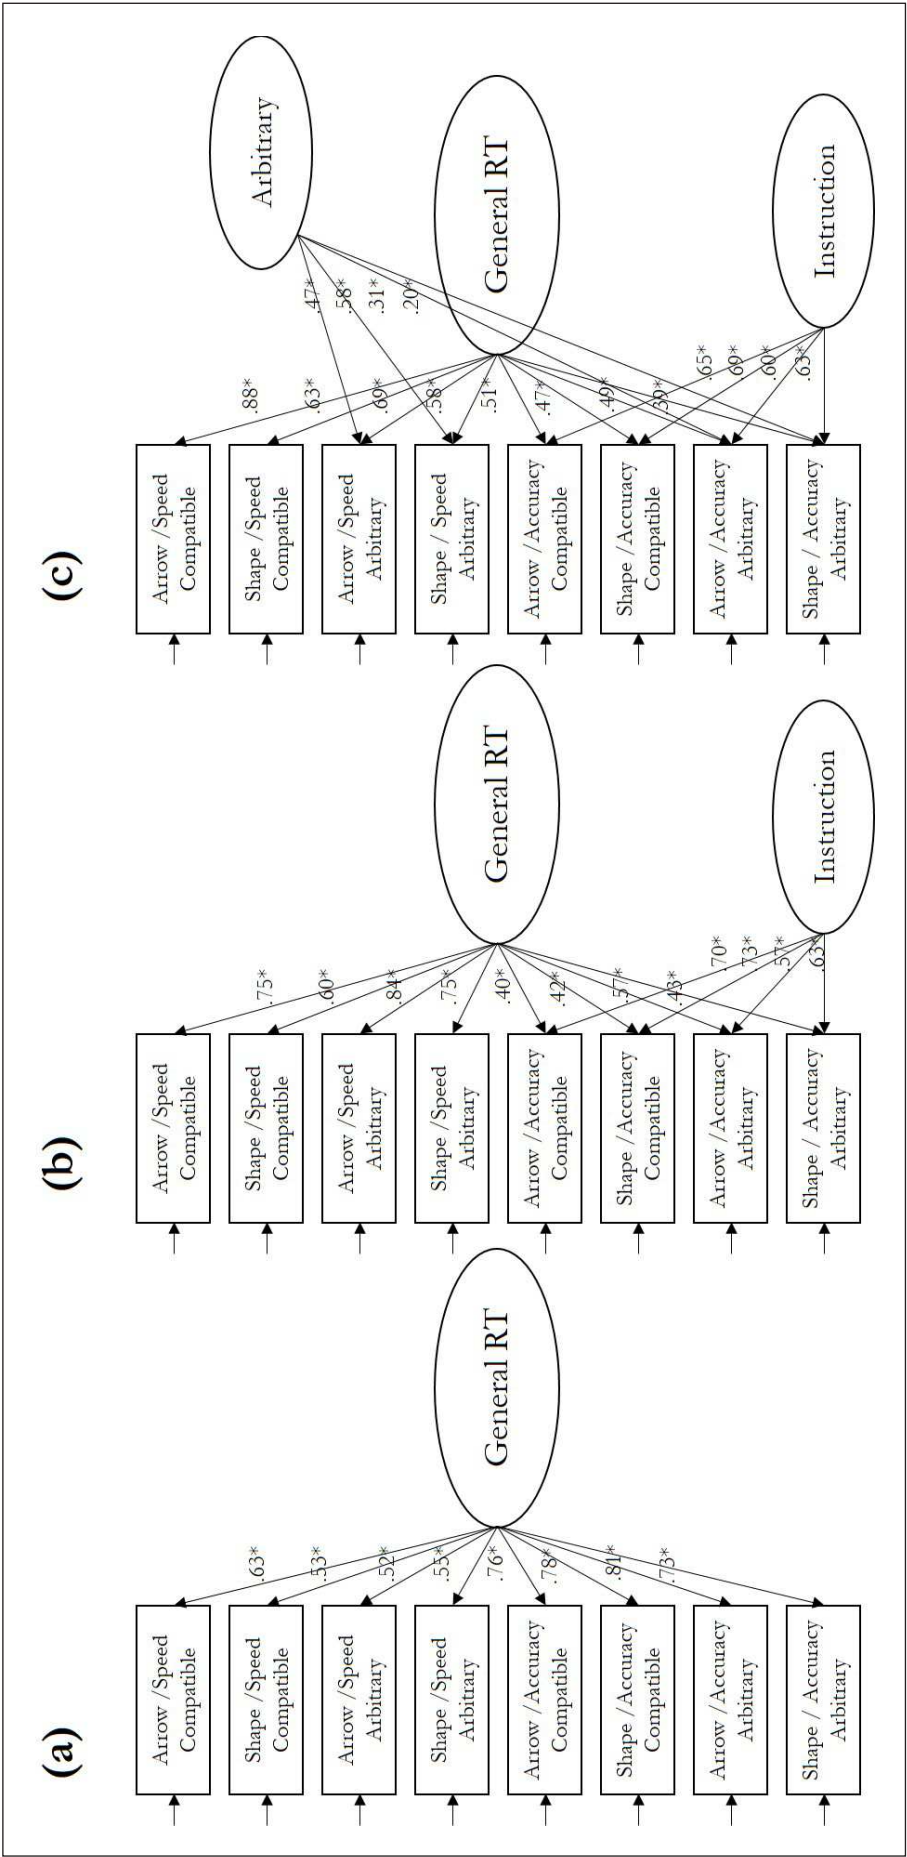 (a)
Arrow /Speed
Compatible
Shape /Speed
Compatible
Arrow /Speed
Arbitrary
Shape /Speed
Arbitrary
Arrow /Accuracy
Compatible
Shape /Accuracy
Compatible
Arrow /Accuracy
Arbitrary
Shape / Accuracy
Arbitrary
.63*
.53*
.52*
.55*
.76*
.78*
.81*
.73*
General RT
(b)
Arrow /Speed
Compatible
Shape /Speed
Compatible
Arrow /Speed
Arbitrary
Shape /Speed
Arbitrary
Arrow /Accuracy
Compatible
Shape /Accuracy
Compatible
Arrow /Accuracy
Arbitrary
Shape / Accuracy
Arbitrary
.75*
.60*
.84*
.75*
.40*
.42*
.57*
.43*
.70*
.73*
.57*
.63*
General RT
Instruction
(c)
Arrow /Speed
Compatible
Shape /Speed
Compatible
Arrow /Speed
Arbitrary
Shape / Speed
Arbitrary
Arrow /Accuracy
Compatible
Shape /Accuracy
Compatible
Arrow /Accuracy
Arbitrary
Shape / Accuracy
Arbitrary
.88*
.63*
.69*
.58*
.51*
.47*
.49*
.39*
.47*
.58*
.31*
.20*
.65*
.69*
.60*
.63*
Arbitrary
General RT
Instruction